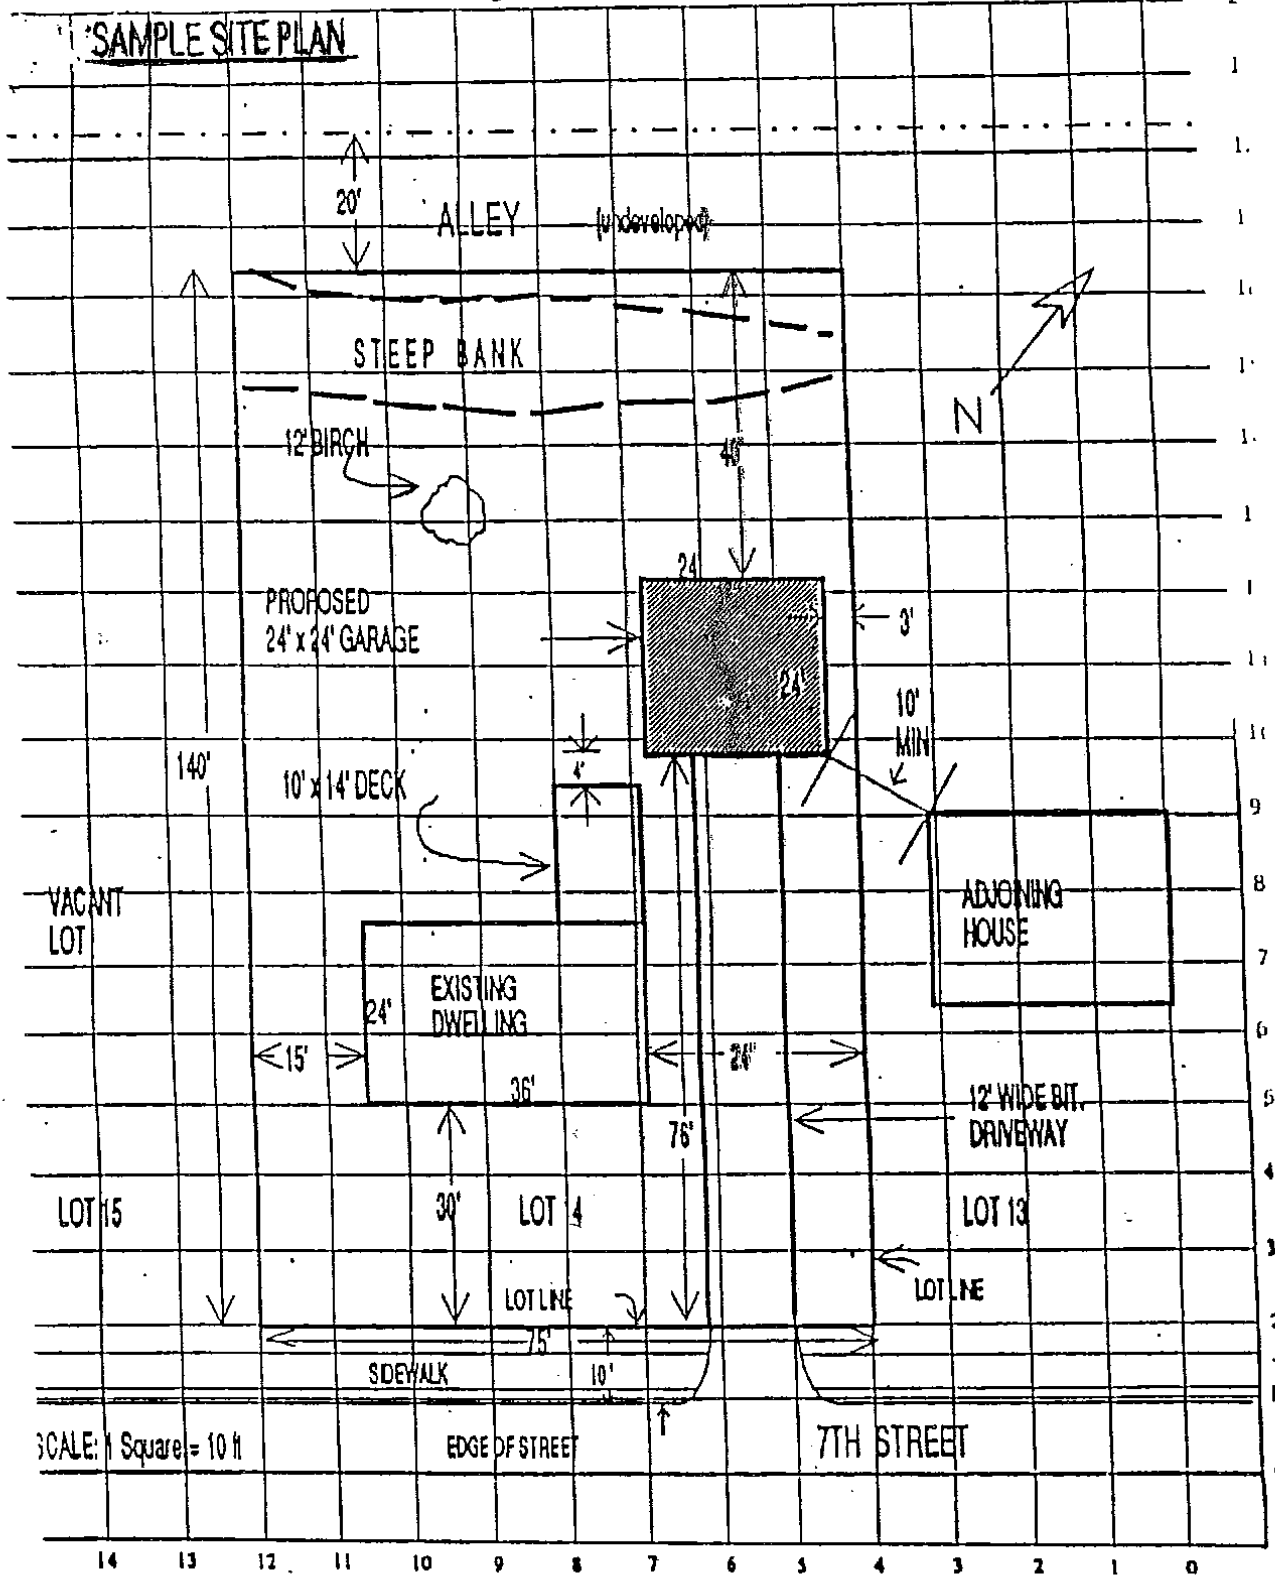 SAMPLE SITE PLAN
20'
ALLEY (undeveloped)
STEEP BANK
N
12' BIRCH
40'
24
PROPOSED
24' x 24' GARAGE
3'
24'
10'
MIN
140'
4'
10' x 14' DECK
VACANT
LOT
ADJOINING
HOUSE
EXISTING
DWELLING
24'
15'
36'
12' WIDE BIT.
DRIVEWAY
76'
30'
LOT 15
LOT 14
LOT 13
LOT LINE
LOT LINE
75'
SIDEWALK
10'
SCALE: 1 Square = 10 ft
EDGE OF STREET
7TH STREET
9
8
7
6
5
4
3
14 13 12 11 10 9 8 7 6 5 4 3 2 1 0